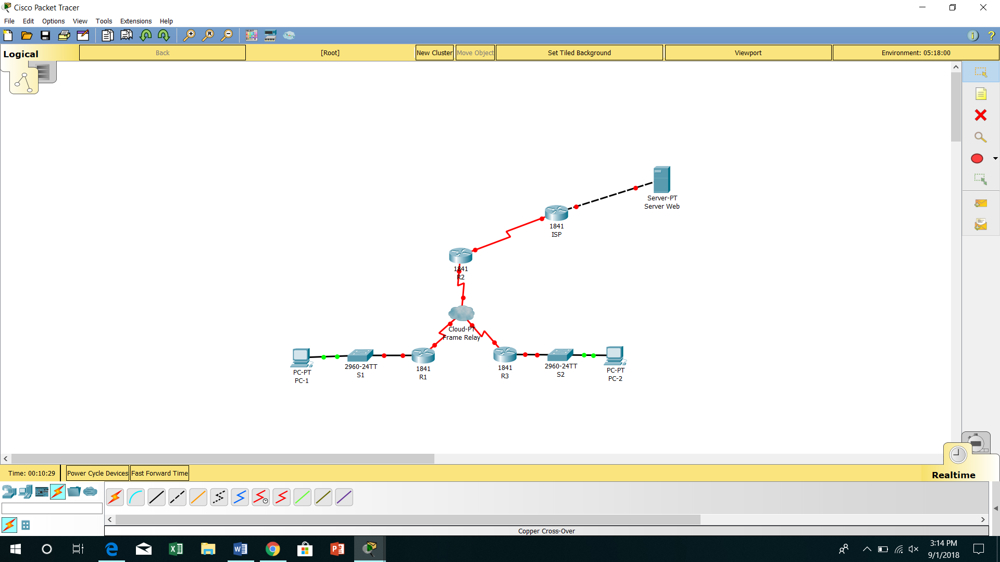 Cisco Packet Tracer
File Edit Options View Tools Extensions Help
Logical
Back
[Root]
New Cluster
Move Object
Set Tiled Background
Viewport
Environment: 05:18:00
Server-PT
Server Web
1841
ISP
1841
R2
Cloud-PT
Frame Relay
PC-PT
PC-1
2960-24TT
S1
1841
R1
1841
R3
2960-24TT
S2
PC-PT
PC-2
Time: 00:10:29
Power Cycle Devices
Fast Forward Time
Realtime
Copper Cross-Over
3:14 PM
9/1/2018